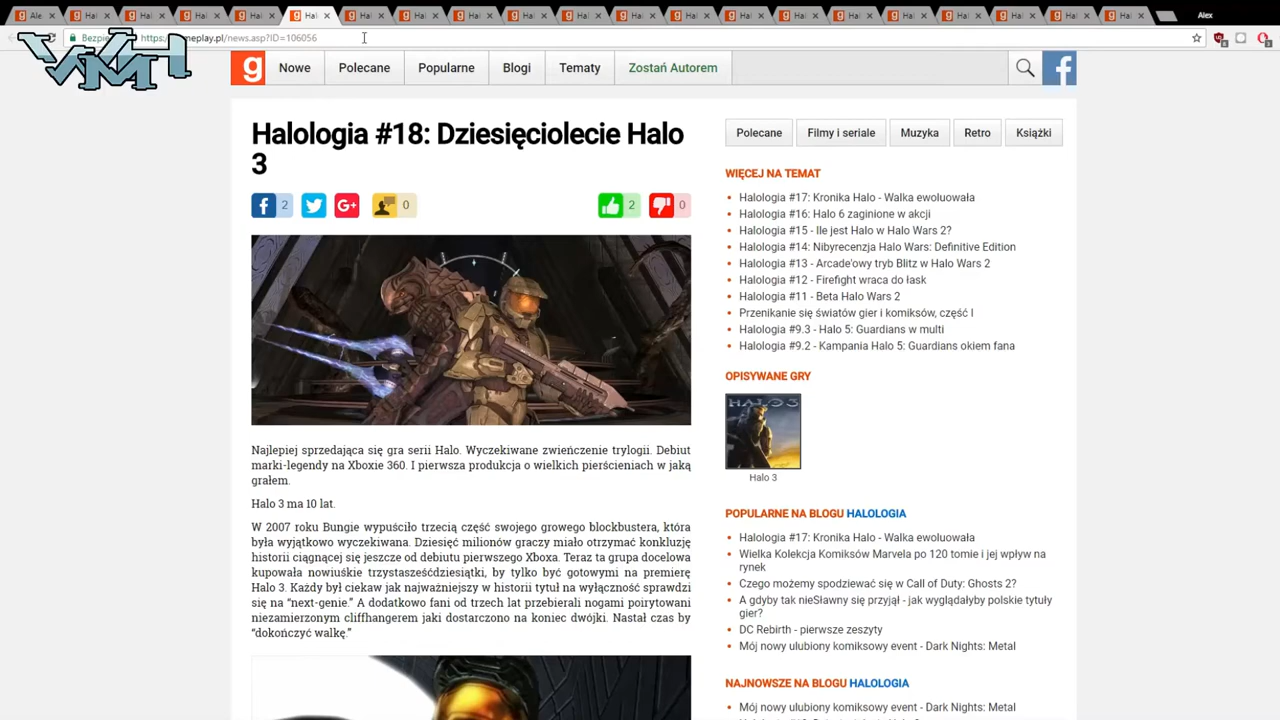 Alex
VMH
Bezpie
https://
meplay.pl/news.asp?ID=106056
g Nowe Polecane Popularne Blogi Tematy Zostań Autorem f
Halologia #18: Dziesięciolecie Halo
3
2 G+ 0 2 0
Najlepiej sprzedająca się gra serii Halo. Wyczekiwane zwieńczenie trylogii. Debiut
marki-legendy na Xboxie 360. I pierwsza produkcja o wielkich pierścieniach w jaką
grałem.
Halo 3 ma 10 lat.
W 2007 roku Bungie wypuściło trzecią część swojego growego blockbustera, która
była wyjątkowo wyczekiwana. Dziesięć milionów graczy miało otrzymać konkluzję
historii ciągnącej się jeszcze od debiutu pierwszego Xboxa. Teraz ta grupa docelowa
kupowała nowiuśkie trzystasześćdziesiątki, by tylko być gotowymi na premierę
Halo 3. Każdy był ciekaw jak najważniejszy w historii tytuł na wyłączność sprawdzi
się na “next-genie.” A dodatkowo fani od trzech lat przebierali nogami poirytowani
niezamierzonym cliffhangerem jaki dostarczono na koniec dwójki. Nastał czas by
“dokończyć walkę.”
Polecane Filmy i seriale Muzyka Retro Książki
WIĘCEJ NA TEMAT
Halologia #17: Kronika Halo - Walka ewoluowała
Halologia #16: Halo 6 zaginione w akcji
Halologia #15 - Ile jest Halo w Halo Wars 2?
Halologia #14: Nibyrecenzja Halo Wars: Definitive Edition
Halologia #13 - Arcade'owy tryb Blitz w Halo Wars 2
Halologia #12 - Firefight wraca do łask
Halologia #11 - Beta Halo Wars 2
Przenikanie się światów gier i komiksów, część I
Halologia #9.3 - Halo 5: Guardians w multi
Halologia #9.2 - Kampania Halo 5: Guardians okiem fana
OPISYWANE GRY
HALO 3
Halo 3
POPULARNE NA BLOGU HALOLOGIA
Halologia #17: Kronika Halo - Walka ewoluowała
Wielka Kolekcja Komiksów Marvela po 120 tomie i jej wpływ na
rynek
Czego możemy spodziewać się w Call of Duty: Ghosts 2?
A gdyby tak nieSławny się przyjął - jak wyglądałyby polskie tytuły
gier?
DC Rebirth - pierwsze zeszyty
Mój nowy ulubiony komiksowy event - Dark Nights: Metal
NAJNOWSZE NA BLOGU HALOLOGIA
Mój nowy ulubiony komiksowy event - Dark Nights: Metal